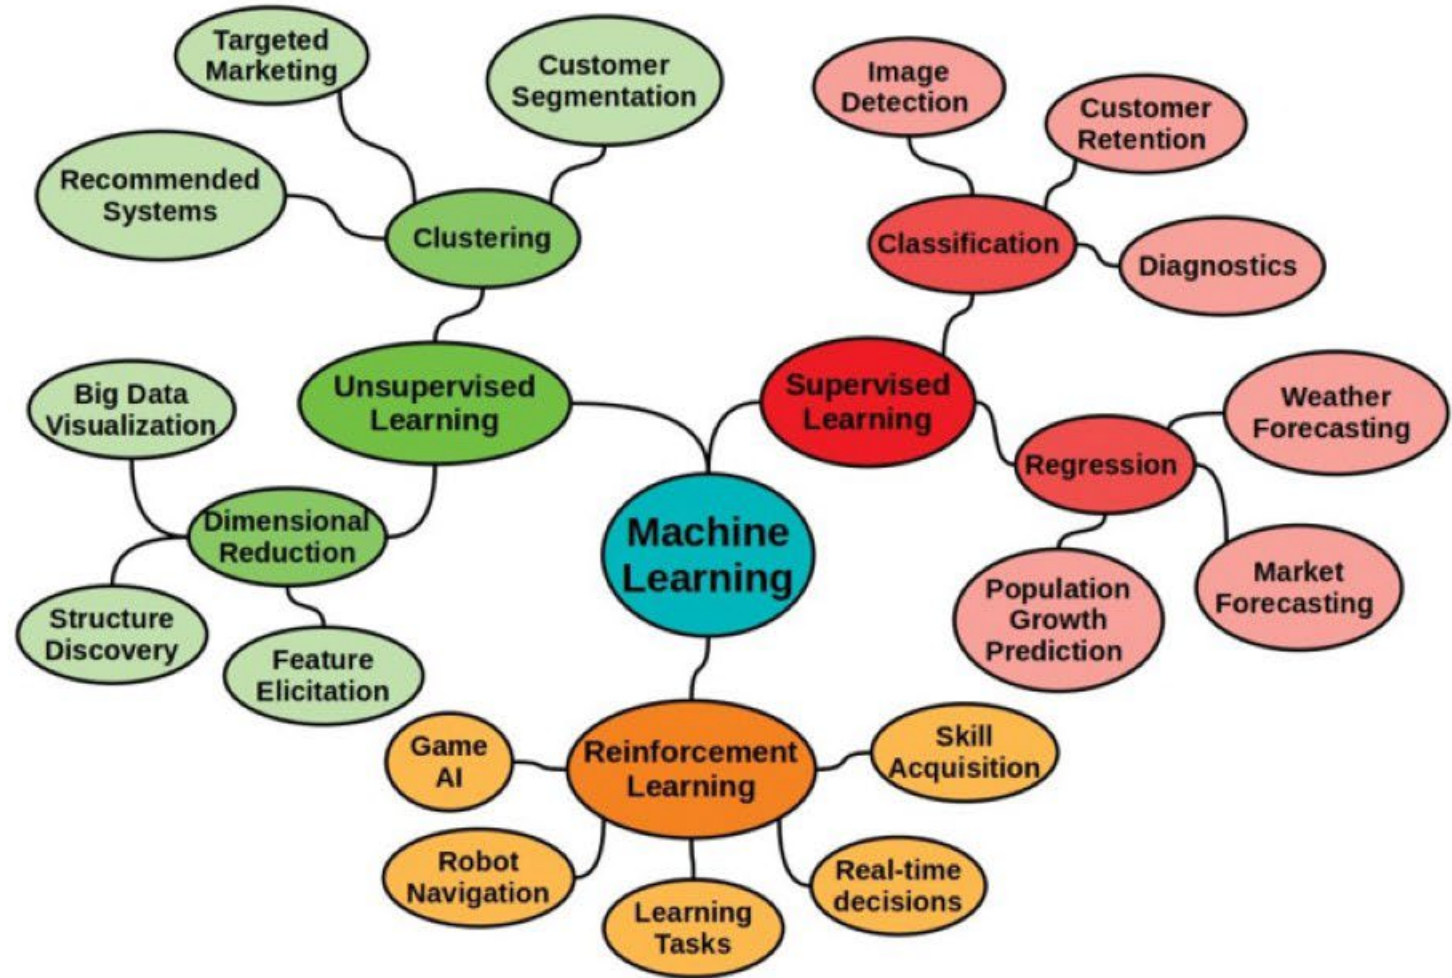 Targeted
Marketing
Customer
Segmentation
Recommended
Systems
Clustering
Unsupervised
Learning
Big Data
Visualization
Dimensional
Reduction
Structure
Discovery
Feature
Elicitation
Image
Detection
Customer
Retention
Classification
Diagnostics
Supervised
Learning
Regression
Weather
Forecasting
Market
Forecasting
Population
Growth
Prediction
Machine
Learning
Reinforcement
Learning
Game
AI
Skill
Acquisition
Robot
Navigation
Learning
Tasks
Real-time
decisions